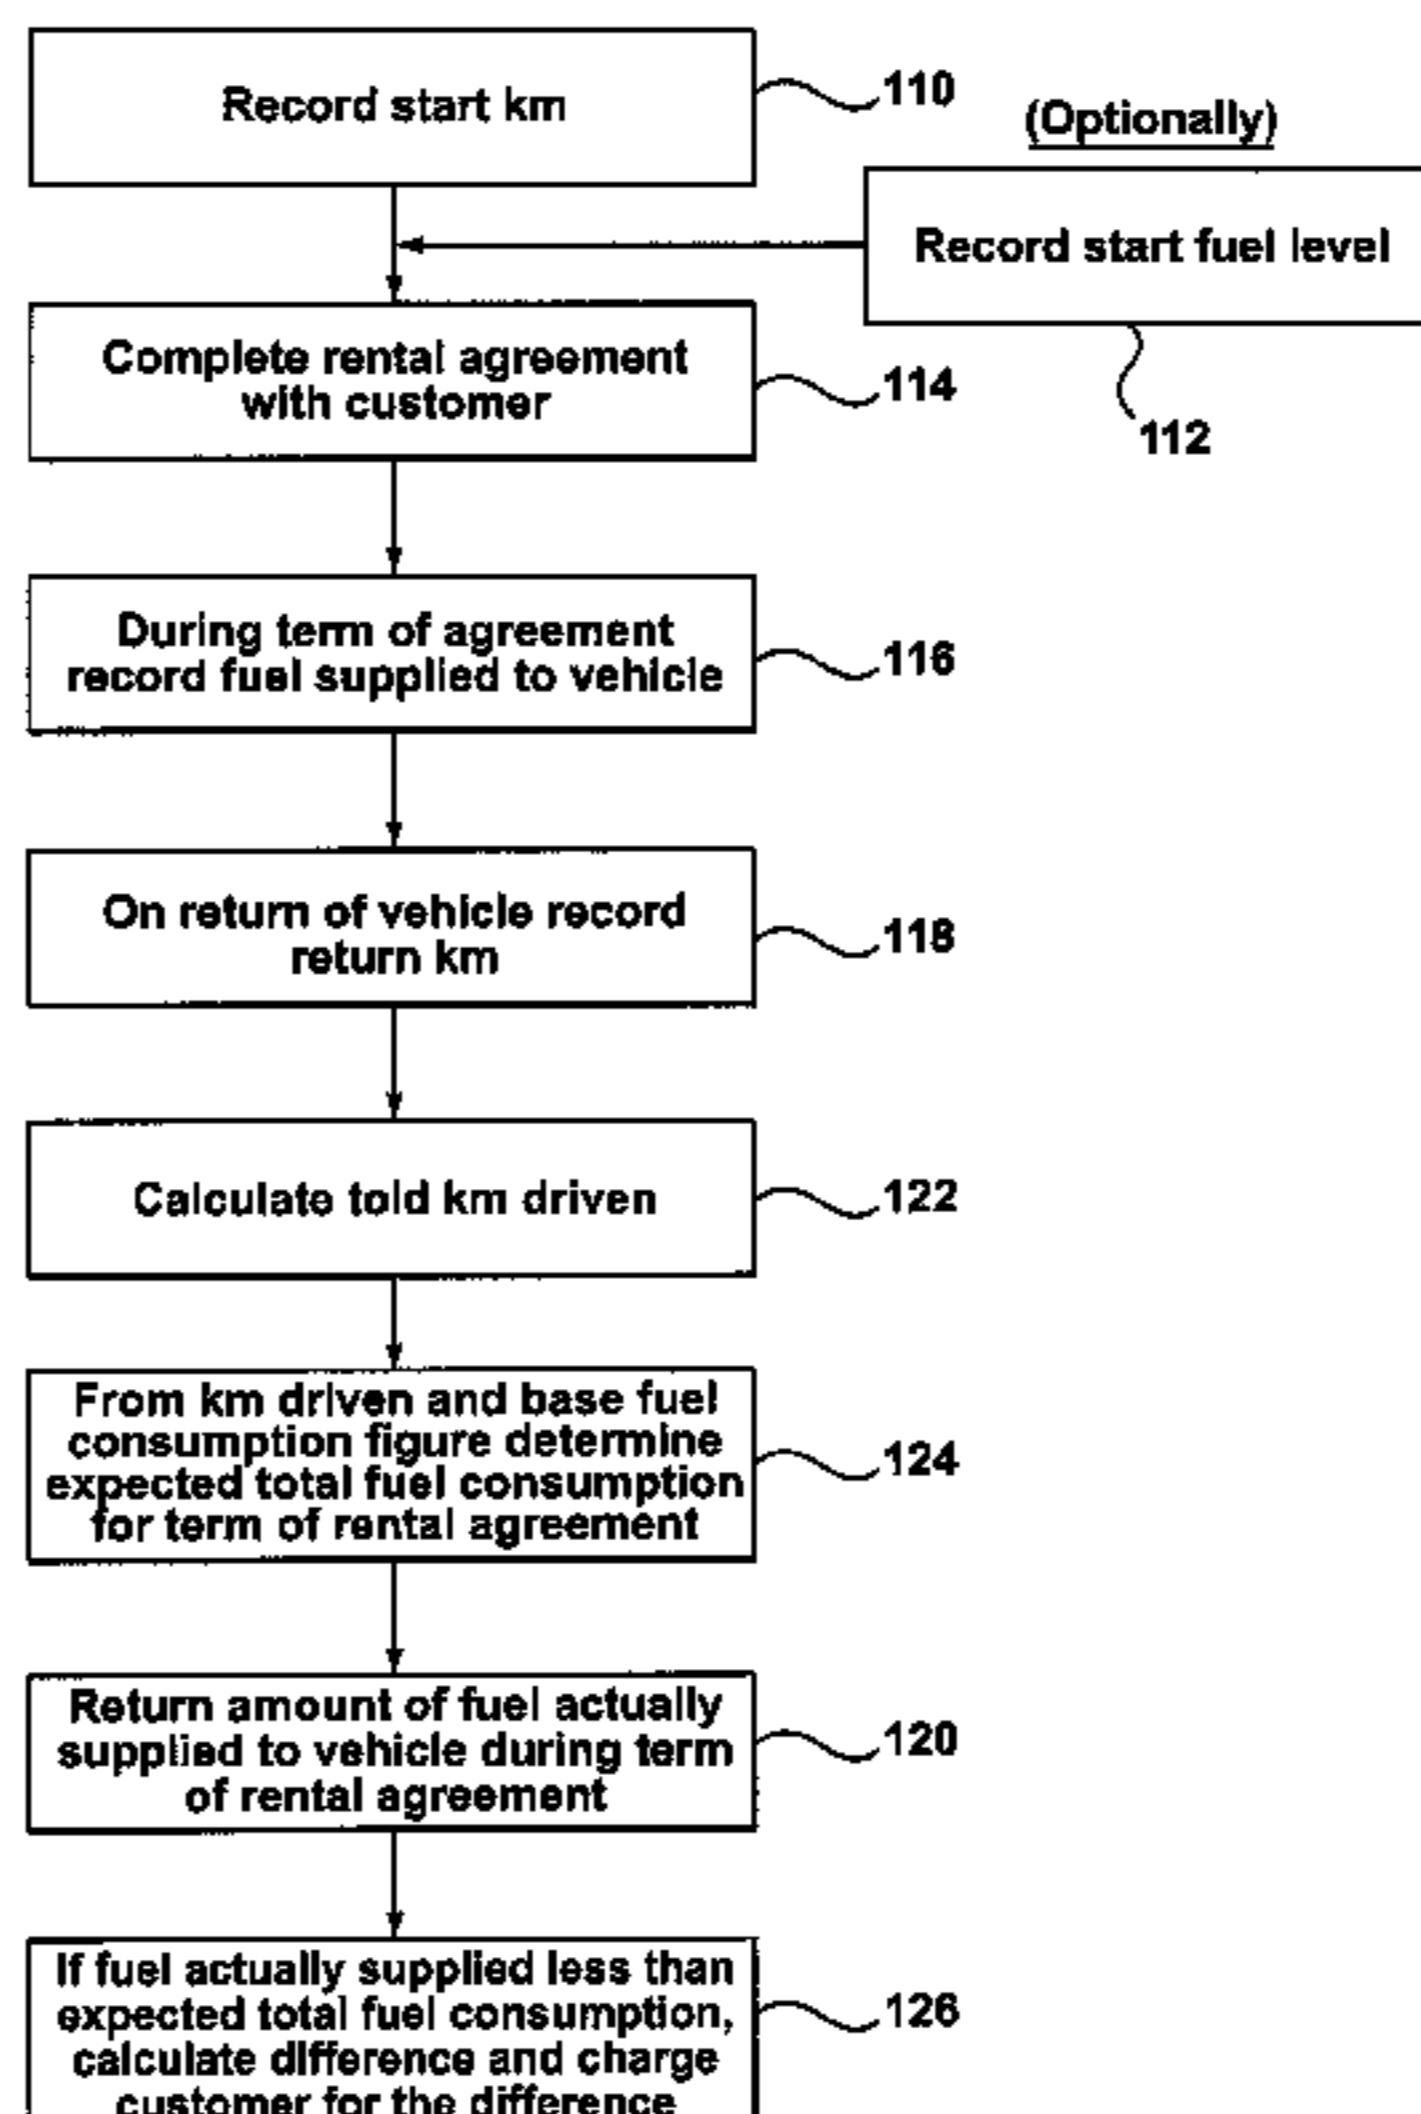 Record start km
110
(Optionally)
Record start fuel level
112
Complete rental agreement
with customer
114
During term of agreement
record fuel supplied to vehicle
116
On return of vehicle record
return km
118
Calculate told km driven
122
From km driven and base fuel
consumption figure determine
expected total fuel consumption
for term of rental agreement
124
Return amount of fuel actually
supplied to vehicle during term
of rental agreement
120
If fuel actually supplied less than
expected total fuel consumption,
calculate difference and charge
customer for the difference
126